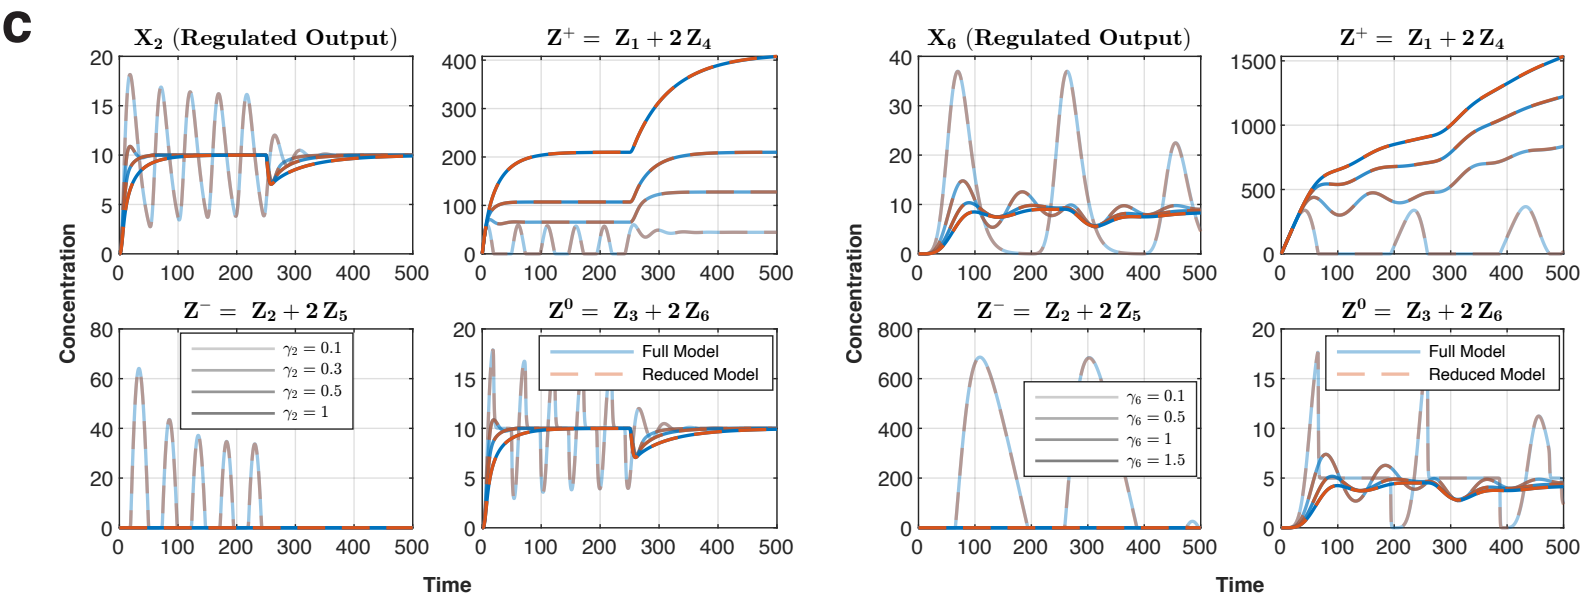 c
X₂ (Regulated Output)
Z⁺ = Z₁ + 2 Z₄
X₆ (Regulated Output)
Z⁺ = Z₁ + 2 Z₄
20
15
10
5
0
0 100 200 300 400 500
400
300
200
100
0
0 100 200 300 400 500
40
30
20
10
0
0 100 200 300 400 500
1500
1000
500
0
0 100 200 300 400 500
Concentration
Concentration
Z⁻ = Z₂ + 2 Z₅
Z⁰ = Z₃ + 2 Z₆
Z⁻ = Z₂ + 2 Z₅
Z⁰ = Z₃ + 2 Z₆
80
60
40
20
0
0 100 200 300 400 500
γ₂ = 0.1
γ₂ = 0.3
γ₂ = 0.5
γ₂ = 1
20
15
10
5
0
0 100 200 300 400 500
Full Model
Reduced Model
800
600
400
200
0
0 100 200 300 400 500
γ₆ = 0.1
γ₆ = 0.5
γ₆ = 1
γ₆ = 1.5
20
15
10
5
0
0 100 200 300 400 500
Full Model
Reduced Model
Time
Time